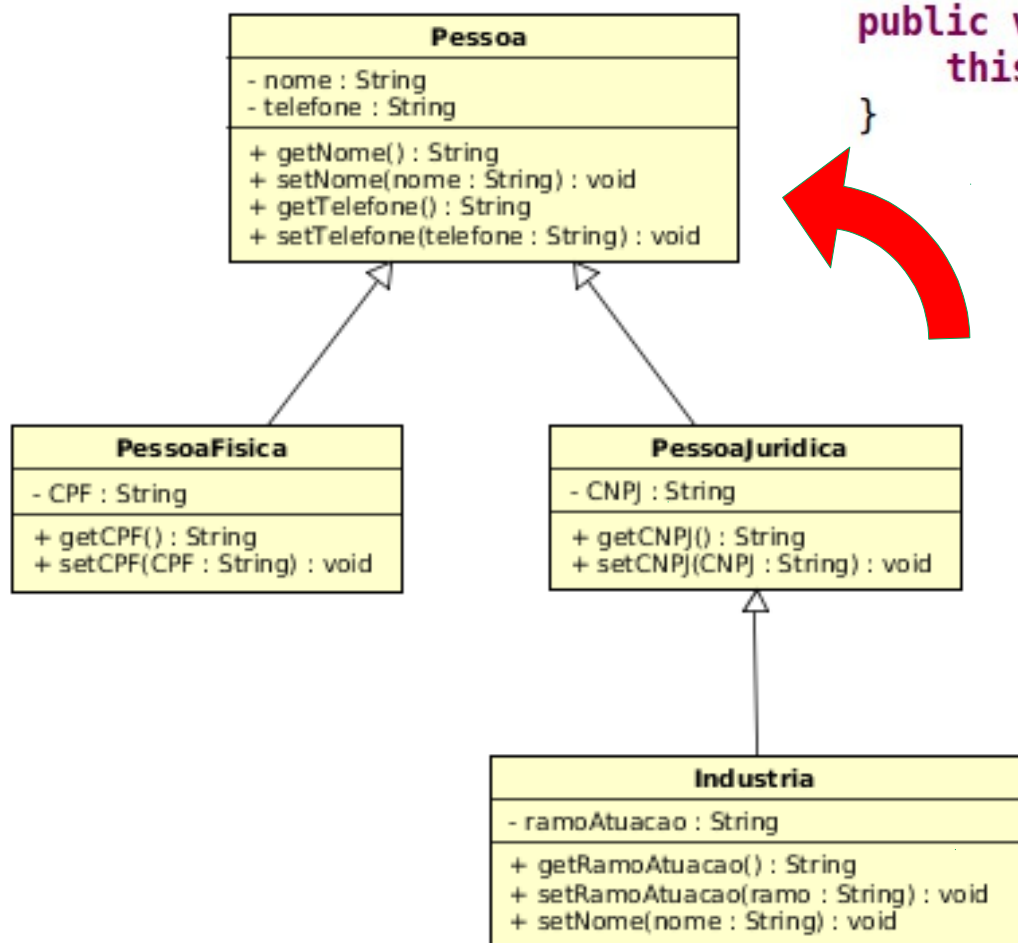 Pessoa
- nome : String
- telefone : String
+ getNome() : String
+ setNome(nome : String) : void
+ getTelefone() : String
+ setTelefone(telefone : String) : void
public
this
}
PessoaFisica
- CPF : String
+ getCPF() : String
+ setCPF(CPF : String) : void
PessoaJuridica
- CNPJ : String
+ getCNPJ() : String
+ setCNPJ(CNPJ : String) : void
Industria
- ramoAtuacao : String
+ getRamoAtuacao() : String
+ setRamoAtuacao(ramo : String) : void
+ setNome(nome : String) : void